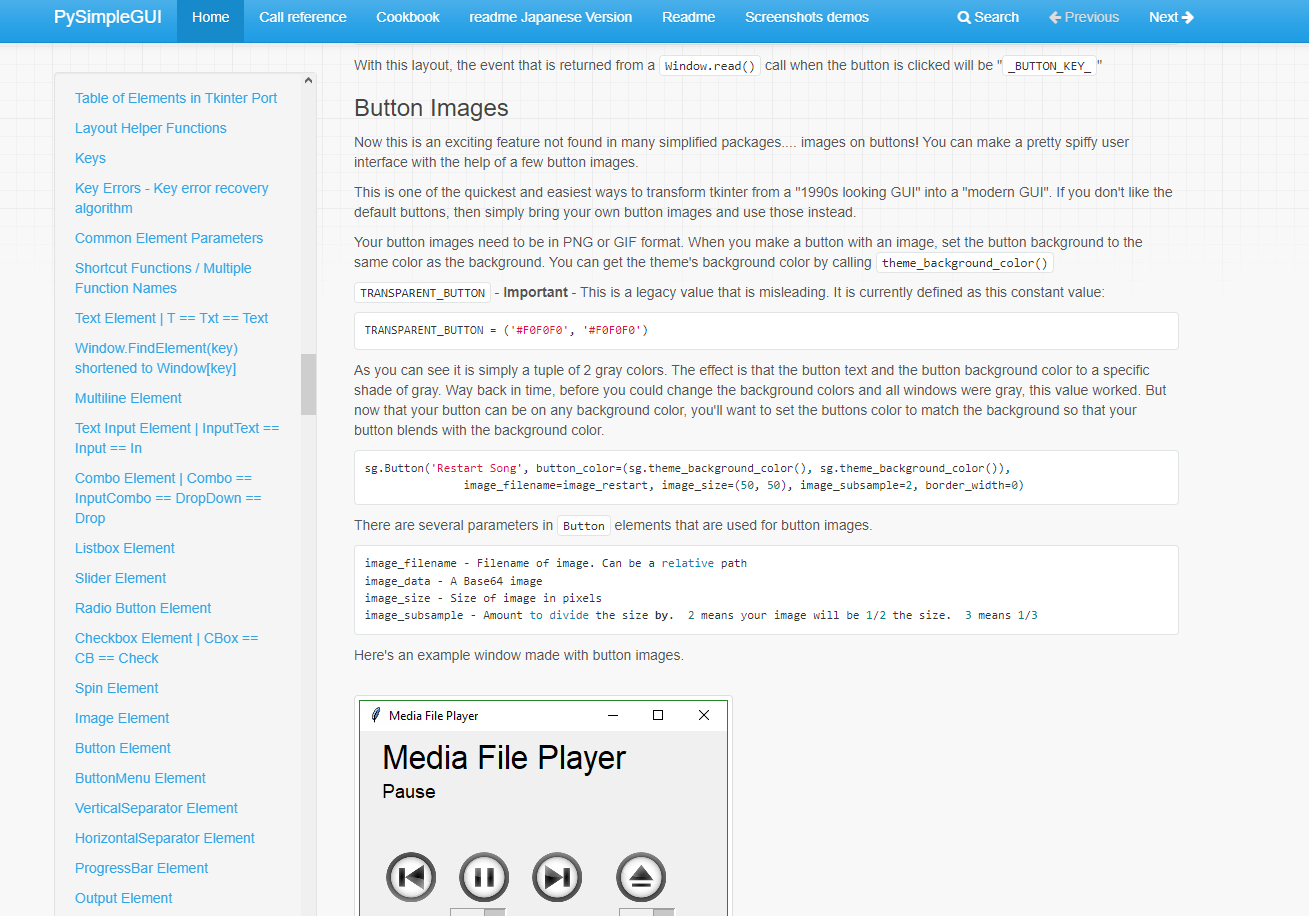 PySimpleGUI Home Call reference Cookbook readme Japanese Version Readme Screenshots demos Search Previous Next
Table of Elements in Tkinter Port
Layout Helper Functions
Keys
Key Errors - Key error recovery
algorithm
Common Element Parameters
Shortcut Functions / Multiple
Function Names
Text Element | T == Txt == Text
Window.FindElement(key)
shortened to Window[key]
Multiline Element
Text Input Element | InputText ==
Input == In
Combo Element | Combo ==
InputCombo == DropDown ==
Drop
Listbox Element
Slider Element
Radio Button Element
Checkbox Element | CBox ==
CB == Check
Spin Element
Image Element
Button Element
ButtonMenu Element
VerticalSeparator Element
HorizontalSeparator Element
ProgressBar Element
Output Element
With this layout, the event that is returned from a Window.read() call when the button is clicked will be "_BUTTON_KEY_"
Button Images
Now this is an exciting feature not found in many simplified packages.... images on buttons! You can make a pretty spiffy user
interface with the help of a few button images.
This is one of the quickest and easiest ways to transform tkinter from a "1990s looking GUI" into a "modern GUI". If you don't like the
default buttons, then simply bring your own button images and use those instead.
Your button images need to be in PNG or GIF format. When you make a button with an image, set the button background to the
same color as the background. You can get the theme's background color by calling theme_background_color()
TRANSPARENT_BUTTON - Important - This is a legacy value that is misleading. It is currently defined as this constant value:
TRANSPARENT_BUTTON = ('#F0F0F0', '#F0F0F0')
As you can see it is simply a tuple of 2 gray colors. The effect is that the button text and the button background color to a specific
shade of gray. Way back in time, before you could change the background colors and all windows were gray, this value worked. But
now that your button can be on any background color, you'll want to set the buttons color to match the background so that your
button blends with the background color.
sg.Button('Restart Song', button_color=(sg.theme_background_color(), sg.theme_background_color()),
image_filename=image_restart, image_size=(50, 50), image_subsample=2, border_width=0)
There are several parameters in Button elements that are used for button images.
image_filename - Filename of image. Can be a relative path
image_data - A Base64 image
image_size - Size of image in pixels
image_subsample - Amount to divide the size by.  2 means your image will be 1/2 the size.  3 means 1/3
Here's an example window made with button images.
Media File Player
Media File Player
Pause